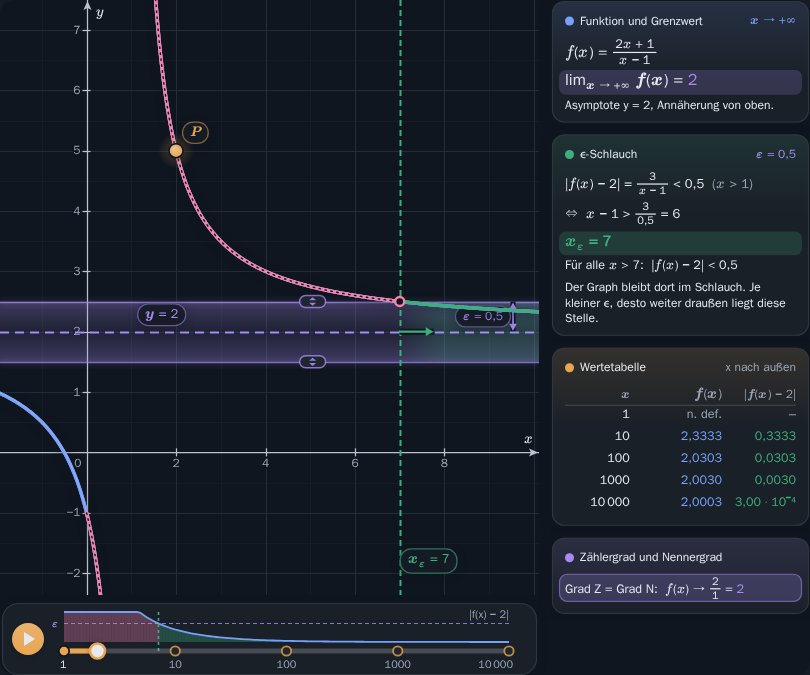 y
7
6
5
4
3
2
1
0
−1
−2
2
4
6
8
x
P
y = 2
ε = 0,5
x_ε = 7
Funktion und Grenzwert
x → +∞
f(x) = (2x + 1)/(x − 1)
lim x → +∞ f(x) = 2
Asymptote y = 2, Annäherung von oben.
ϵ-Schlauch
ε = 0,5
|f(x) − 2| = 3/(x − 1) < 0,5 (x > 1)
⇔ x − 1 > 3/0,5 = 6
x_ε = 7
Für alle x > 7: |f(x) − 2| < 0,5
Der Graph bleibt dort im Schlauch. Je
kleiner ϵ, desto weiter draußen liegt diese
Stelle.
Wertetabelle
x nach außen
x f(x) |f(x) − 2|
1 n. def. –
10 2,3333 0,3333
100 2,0303 0,0303
1000 2,0030 0,0030
10 000 2,0003 3,00 · 10⁻⁴
Zählergrad und Nennergrad
Grad Z = Grad N: f(x) → 2/1 = 2
|f(x) − 2|
ε
1 10 100 1000 10 000